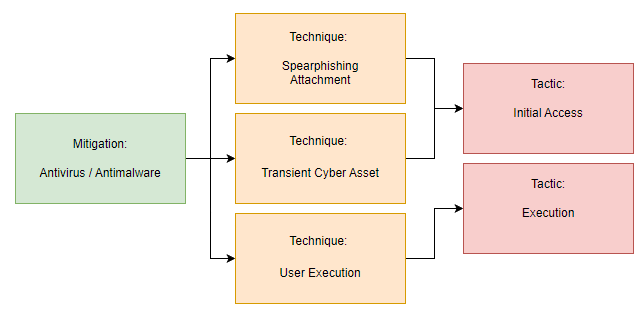 Mitigation:
Antivirus / Antimalware
Technique:
Spearphishing
Attachment
Technique:
Transient Cyber Asset
Technique:
User Execution
Tactic:
Initial Access
Tactic:
Execution